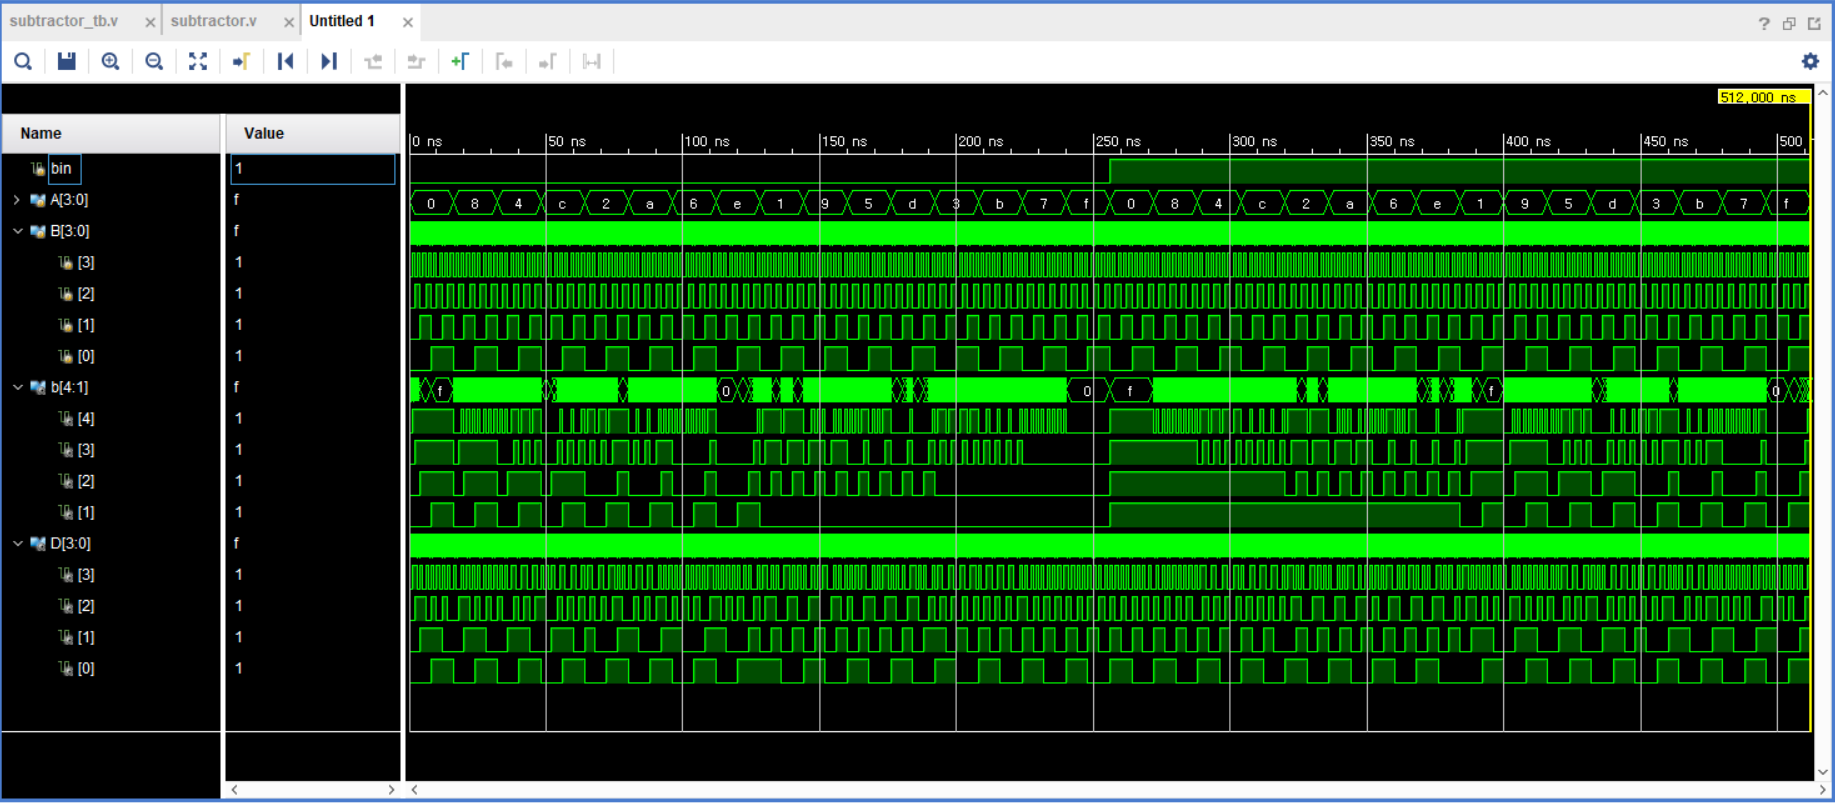 subtractor_tb.v × subtractor.v × Untitled 1 ×
?
512,000 ns
Name Value
0 ns 50 ns 100 ns 150 ns 200 ns 250 ns 300 ns 350 ns 400 ns 450 ns 500
bin 1
A[3:0] f 0 8 4 c 2 a 6 e 1 9 5 d 3 b 7 f 0 8 4 c 2 a 6 e 1 9 5 d 3 b 7 f
B[3:0] f
[3] 1
[2] 1
[1] 1
[0] 1
b[4:1] f f 0 0 f f 0
[4] 1
[3] 1
[2] 1
[1] 1
D[3:0] f
[3] 1
[2] 1
[1] 1
[0] 1